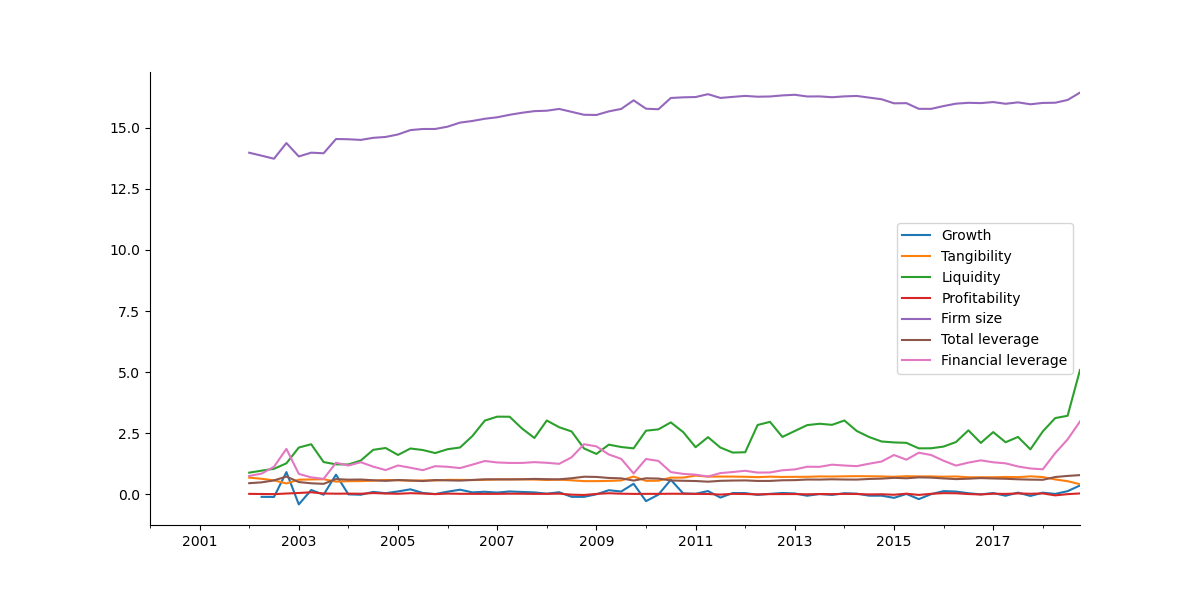 15.0
12.5
10.0
7.5
5.0
2.5
0.0
2001 2003 2005 2007 2009 2011 2013 2015 2017
Growth
Tangibility
Liquidity
Profitability
Firm size
Total leverage
Financial leverage